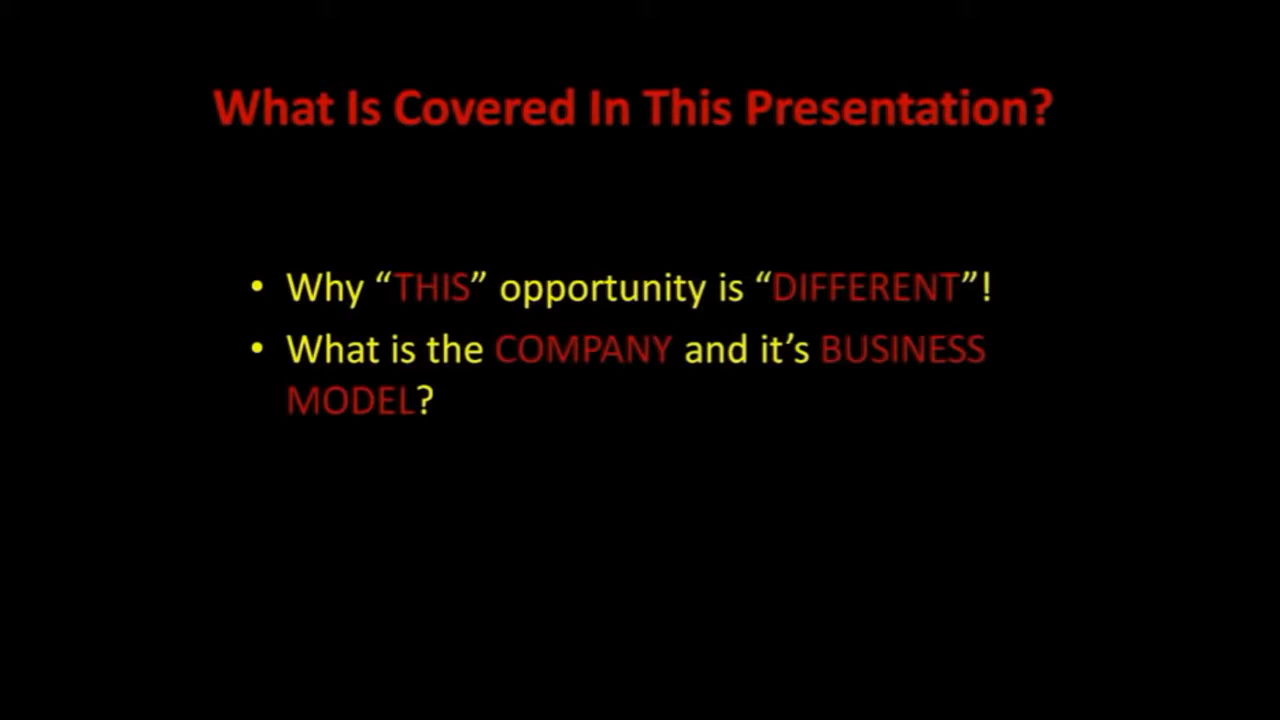 What Is Covered In This Presentation?
• Why “THIS” opportunity is “DIFFERENT”!
• What is the COMPANY and it’s BUSINESS
MODEL?